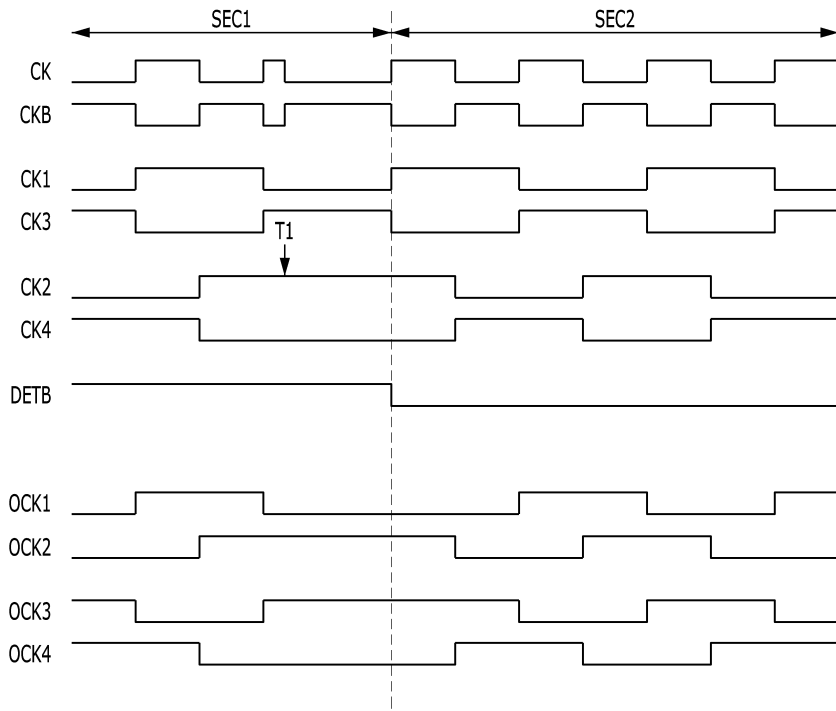 SEC1 SEC2
CK
CKB
CK1
CK3
T1
CK2
CK4
DETB
OCK1
OCK2
OCK3
OCK4